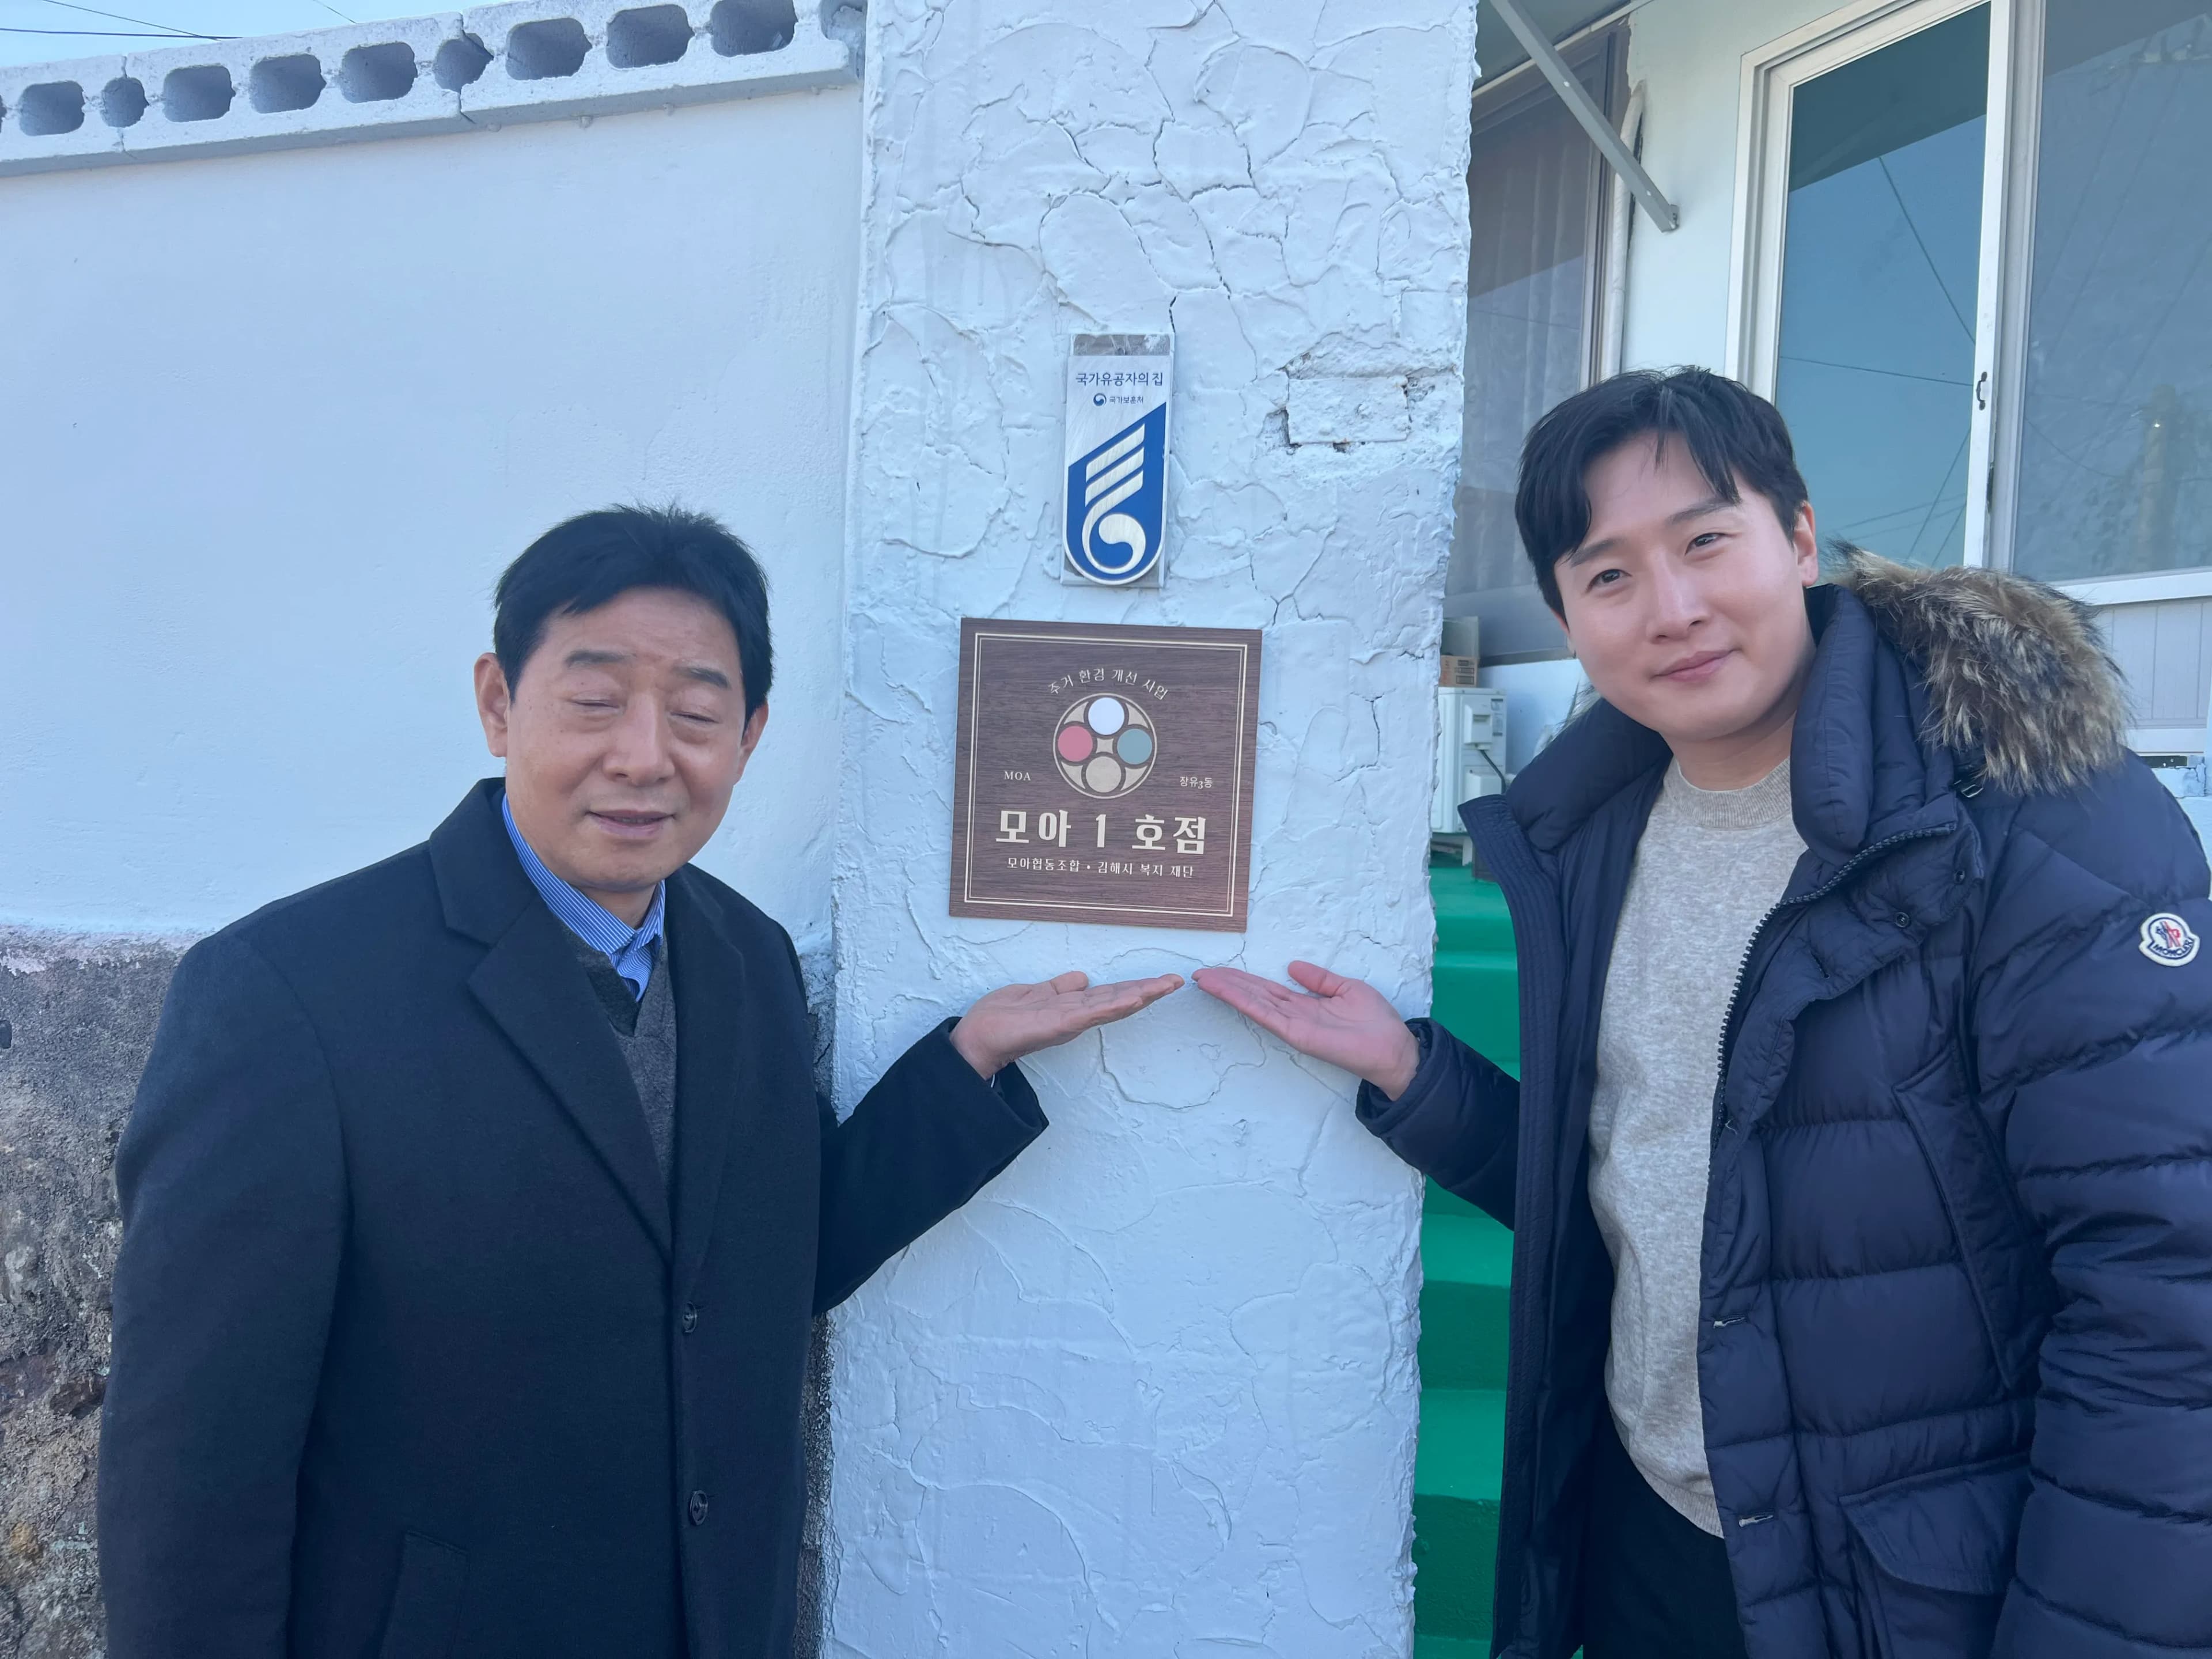 국가유공자의 집
국가보훈처
주거 환경 개선 사업
MOA
장유3동
모아 1 호점
모아협동조합 • 김해시 복지 재단
MONCLER